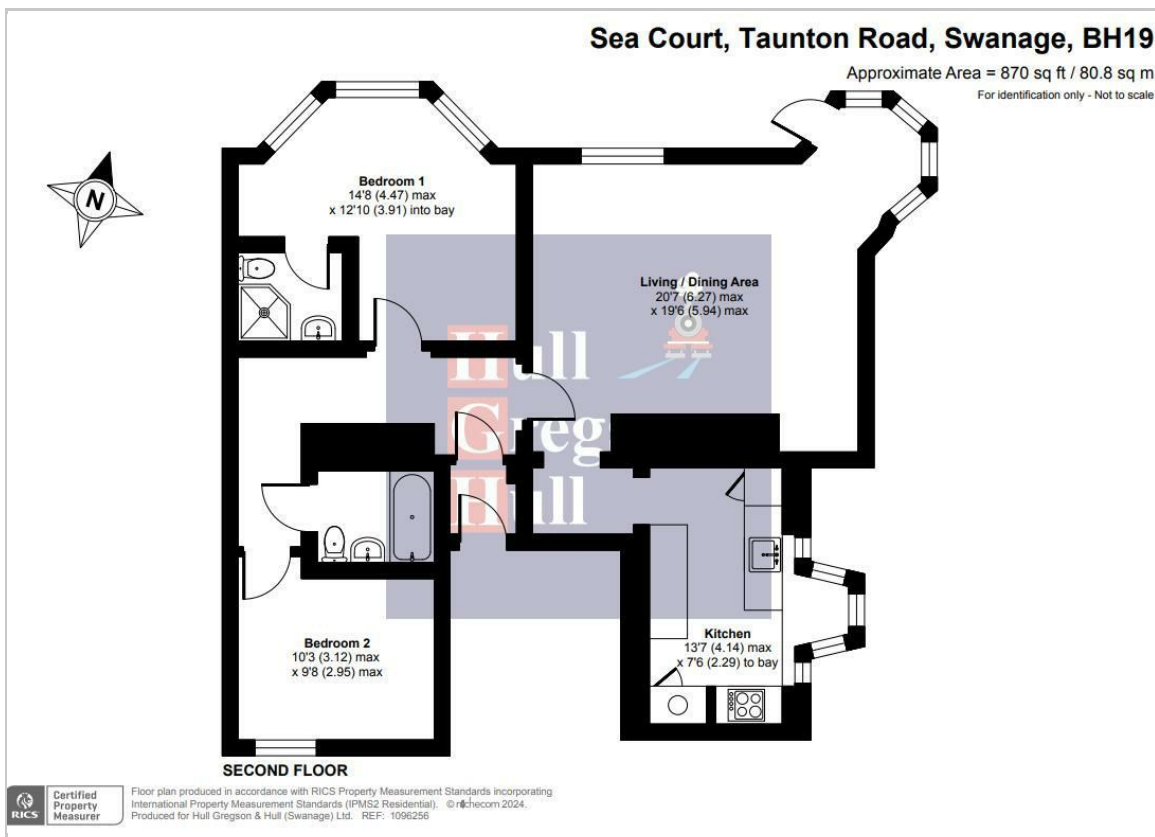 Sea Court, Taunton Road, Swanage, BH19
Approximate Area = 870 sq ft / 80.8 sq m
For identification only - Not to scale
N
Bedroom 1
14'8 (4.47) max
x 12'10 (3.91) into bay
Living / Dining Area
20'7 (6.27) max
x 19'6 (5.94) max
Hull
Greg
Hull
Kitchen
13'7 (4.14) max
x 7'6 (2.29) to bay
Bedroom 2
10'3 (3.12) max
x 9'8 (2.95) max
SECOND FLOOR
RICS
Certified
Property
Measurer
Floor plan produced in accordance with RICS Property Measurement Standards incorporating
International Property Measurement Standards (IPMS2 Residential). © 2024.
Produced for Hull Gregson & Hull (Swanage) Ltd. REF: 1096256